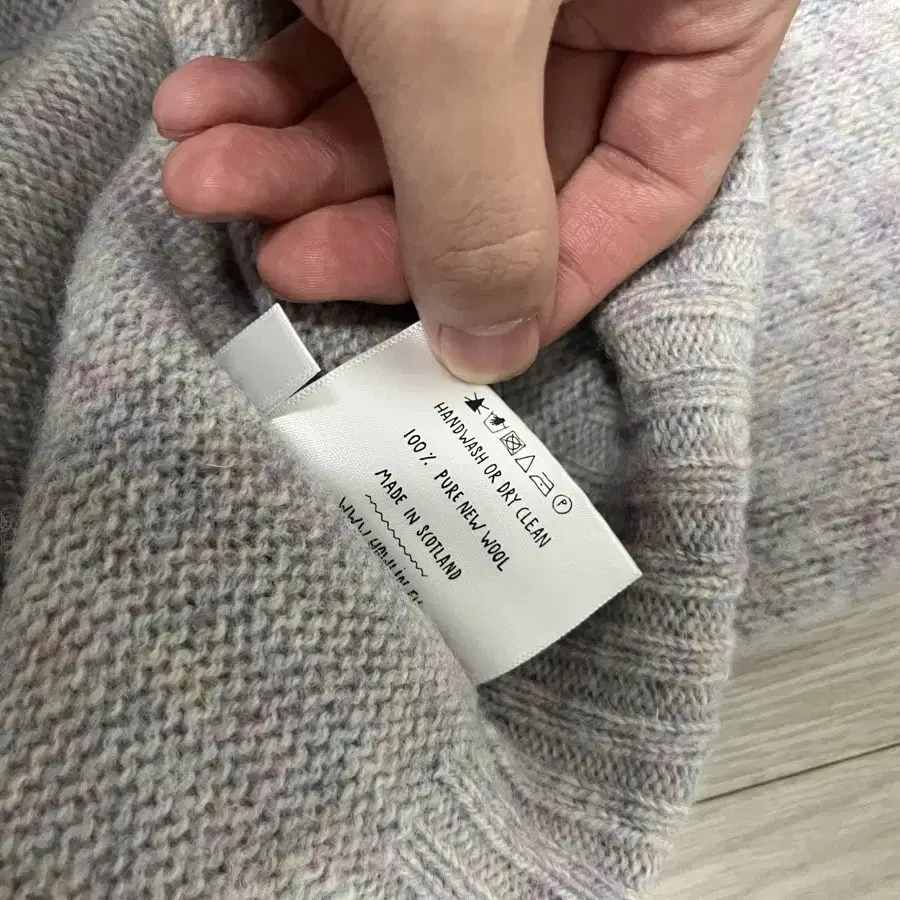 P
HANDWASH OR DRY CLEAN
100% PURE NEW WOOL
MADE IN SCOTLAND